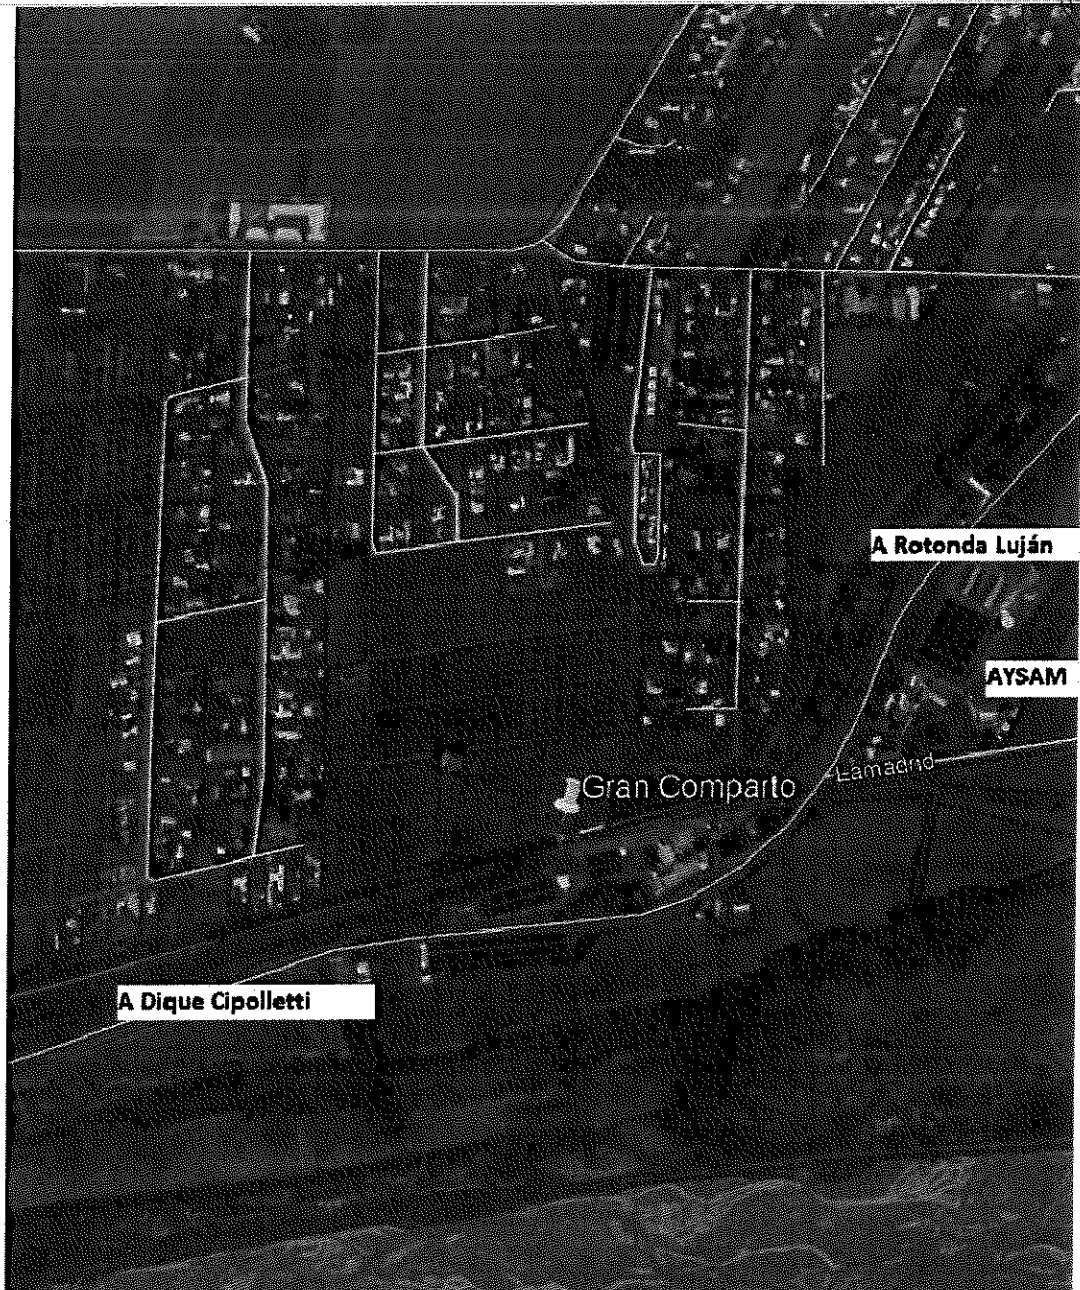 A Rotonda Luján
AYSAM
Lamadrid
Gran Comparto
A Dique Cipolletti